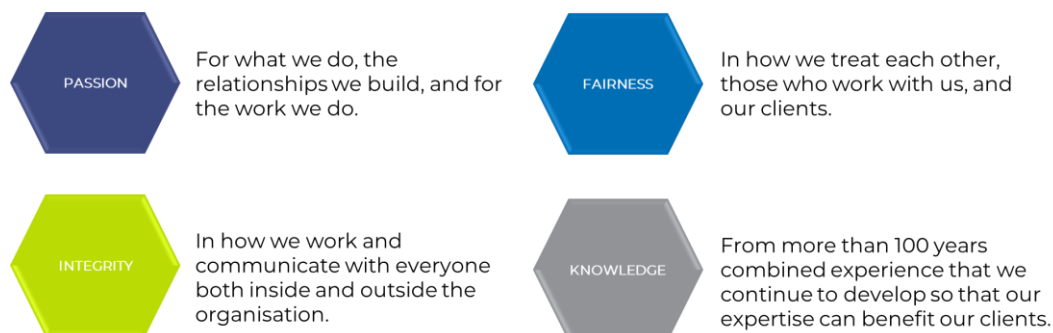 PASSION
For what we do, the
relationships we build, and for
the work we do.
FAIRNESS
In how we treat each other,
those who work with us, and
our clients.
INTEGRITY
In how we work and
communicate with everyone
both inside and outside the
organisation.
KNOWLEDGE
From more than 100 years
combined experience that we
continue to develop so that our
expertise can benefit our clients.